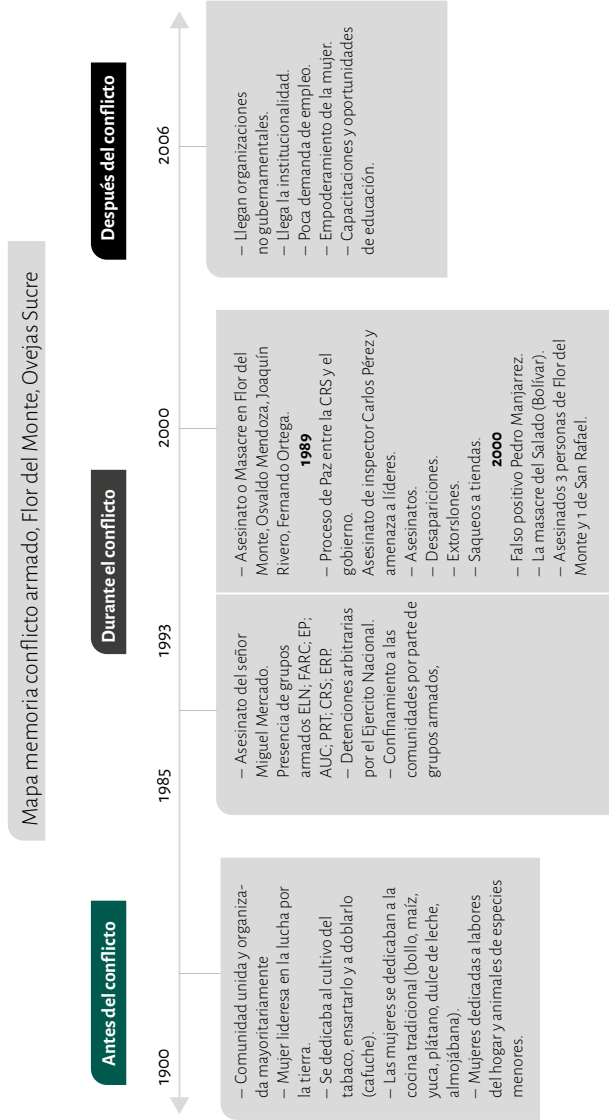 Mapa memoria conflicto armado, Flor del Monte, Ovejas Sucre
Antes del conflicto
Durante el conflicto
Después del conflicto
1900
1985
1993
2000
2006
– Comunidad unida y organiza-
da mayoritariamente
– Mujer lideresa en la lucha por
la tierra.
– Se dedicaba al cultivo del
tabaco, ensartarlo y a doblarlo
(cafuche).
– Las mujeres se dedicaban a la
cocina tradicional (bollo, maíz,
yuca, plátano, dulce de leche,
almojábana).
– Mujeres dedicadas a labores
del hogar y animales de especies
menores.
– Asesinato del señor
Miguel Mercado.
Presencia de grupos
armados ELN; FARC; EP;
AUC; PRT; CRS; ERP.
– Detenciones arbitrarias
por el Ejercito Nacional.
– Confinamiento a las
comunidades por parte de
grupos armados,
– Asesinato o Masacre en Flor del
Monte, Osvaldo Mendoza, Joaquín
Rivero, Fernando Ortega.
1989
– Proceso de Paz entre la CRS y el
gobierno.
Asesinato de inspector Carlos Pérez y
amenaza a líderes.
– Asesinatos.
– Desapariciones.
– Extorslones.
– Saqueos a tiendas.
2000
– Falso positivo Pedro Manjarrez.
– La masacre del Salado (Bolívar).
– Asesinados 3 personas de Flor del
Monte y 1 de San Rafael.
– Llegan organizaciones
no gubernamentales.
– Llega la institucionalidad.
– Poca demanda de empleo.
– Empoderamiento de la mujer.
– Capacitaciones y oportunidades
de educación.